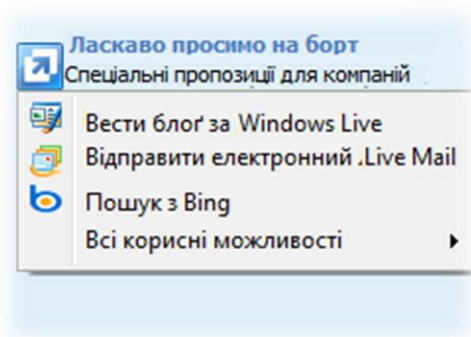 Ласкаво просимо на борт
Спеціальні пропозиції для компаній
Вести блоґ за Windows Live
Відправити електронний .Live Mail
Пошук з Bing
Всі корисні можливості